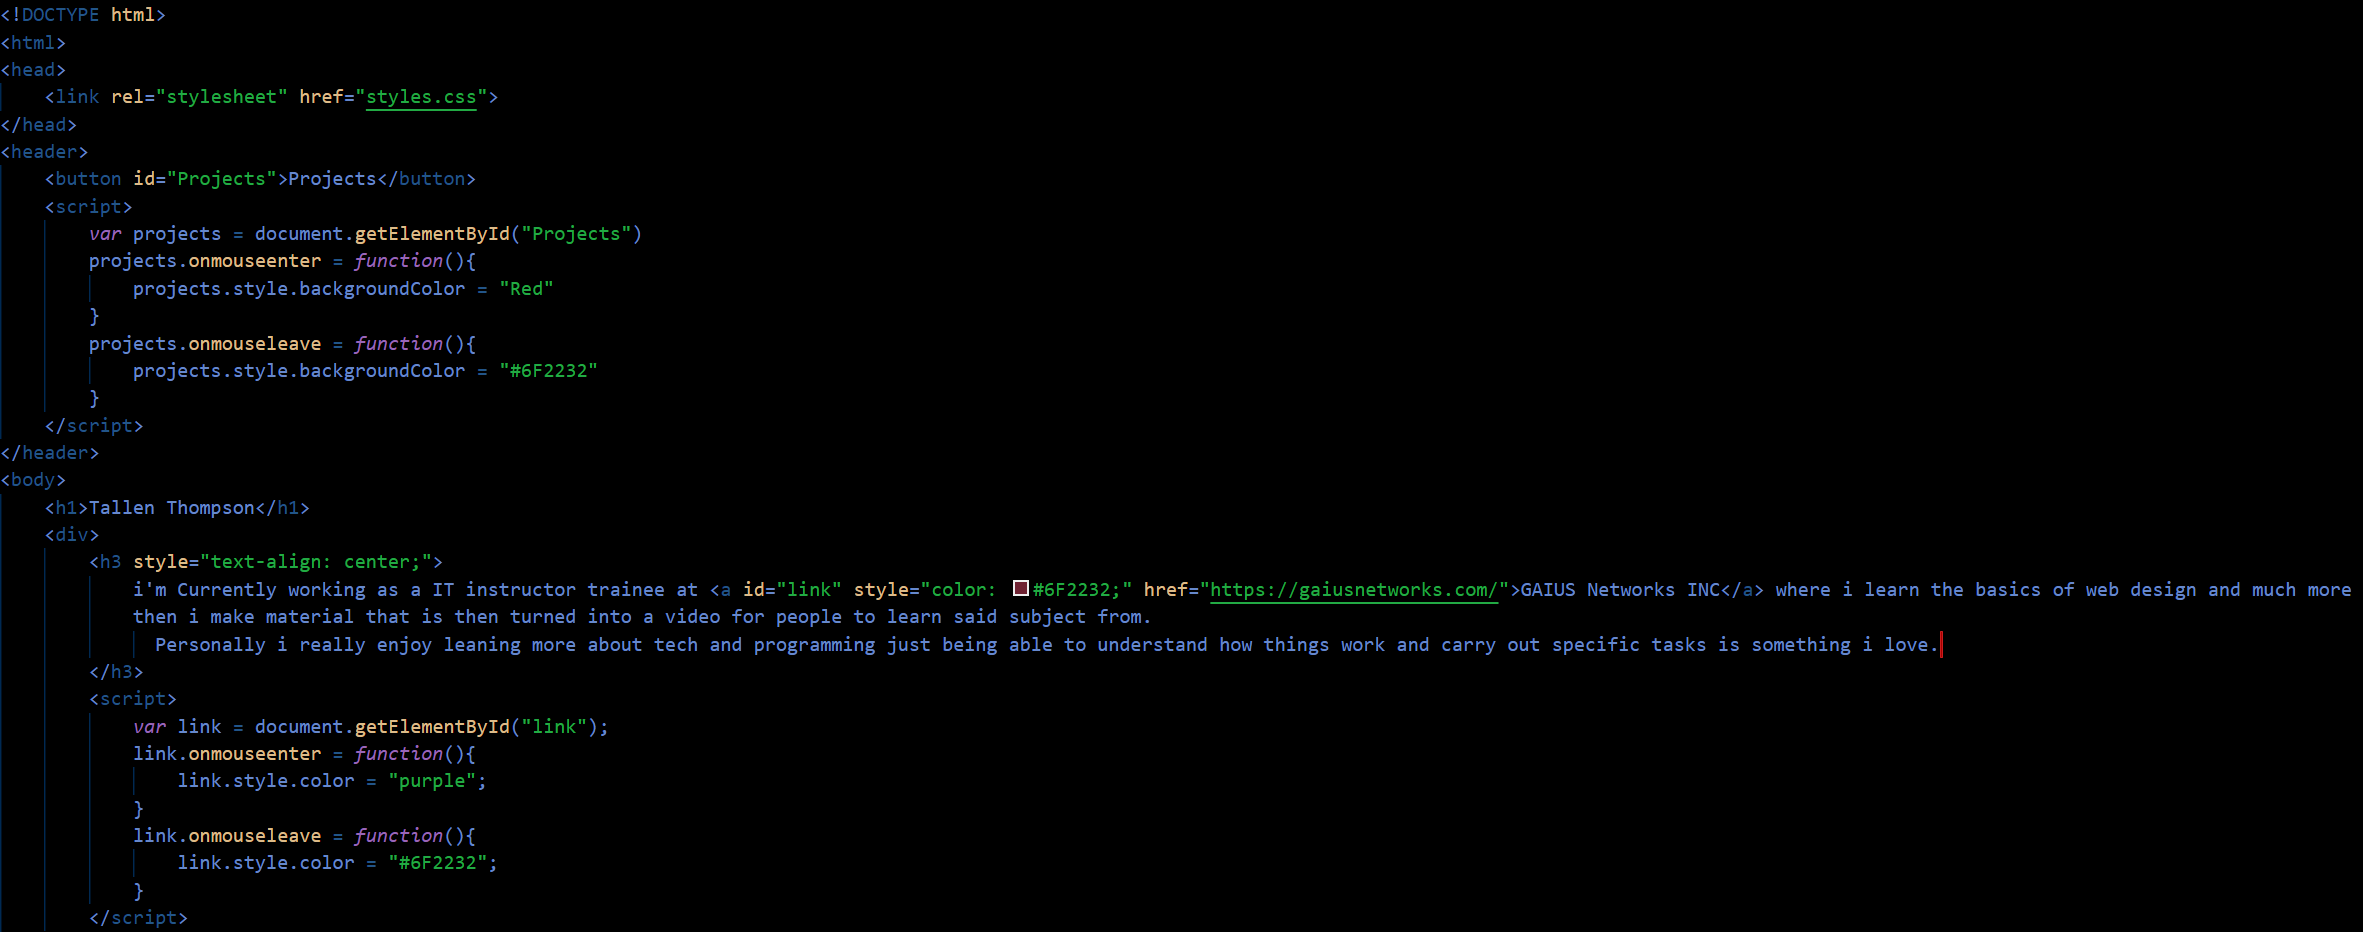 <!DOCTYPE html>
<html>
<head>
    <link rel="stylesheet" href="styles.css">
</head>
<header>
    <button id="Projects">Projects</button>
    <script>
        var projects = document.getElementById("Projects")
        projects.onmouseenter = function(){
            projects.style.backgroundColor = "Red"
        }
        projects.onmouseleave = function(){
            projects.style.backgroundColor = "#6F2232"
        }
    </script>
</header>
<body>
    <h1>Tallen Thompson</h1>
    <div>
        <h3 style="text-align: center;">
            i'm Currently working as a IT instructor trainee at <a id="link" style="color: #6F2232;" href="https://gaiusnetworks.com/">GAIUS Networks INC</a> where i learn the basics of web design and much more
            then i make material that is then turned into a video for people to learn said subject from.
              Personally i really enjoy leaning more about tech and programming just being able to understand how things work and carry out specific tasks is something i love.
        </h3>
        <script>
            var link = document.getElementById("link");
            link.onmouseenter = function(){
                link.style.color = "purple";
            }
            link.onmouseleave = function(){
                link.style.color = "#6F2232";
            }
        </script>